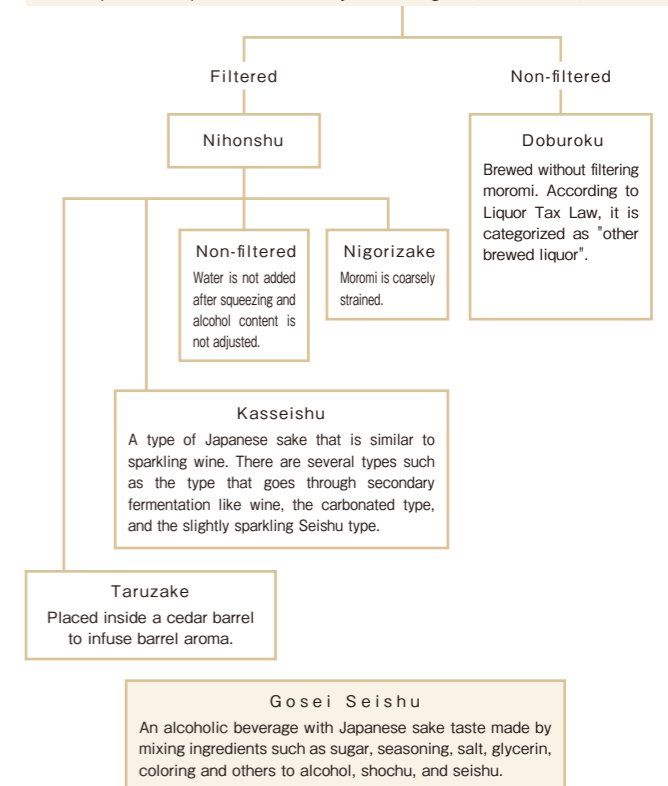 Filtered
Non-filtered
Nihonshu
Doburoku
Brewed without filtering
moromi. According to
Liquor Tax Law, it is
categorized as "other
brewed liquor".
Non-filtered
Water is not added
after squeezing and
alcohol content is
not adjusted.
Nigorizake
Moromi is coarsely
strained.
Kasseishu
A type of Japanese sake that is similar to
sparkling wine. There are several types such
as the type that goes through secondary
fermentation like wine, the carbonated type,
and the slightly sparkling Seishu type.
Taruzake
Placed inside a cedar barrel
to infuse barrel aroma.
Gosei Seishu
An alcoholic beverage with Japanese sake taste made by
mixing ingredients such as sugar, seasoning, salt, glycerin,
coloring and others to alcohol, shochu, and seishu.